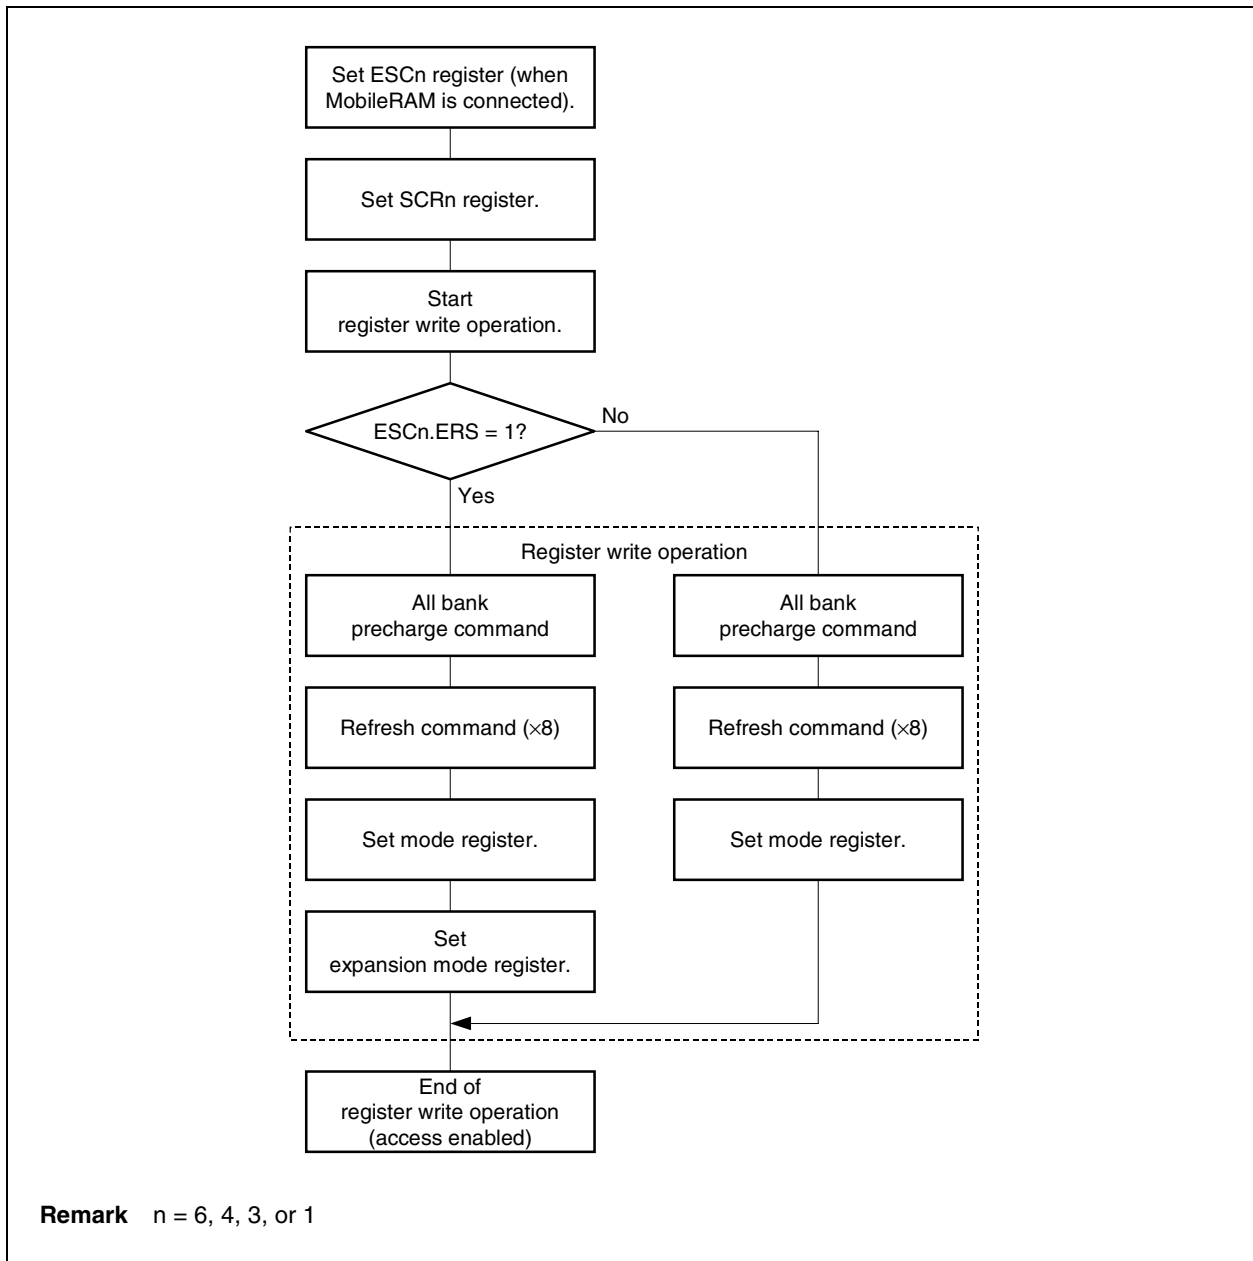 Set ESCn register (when
MobileRAM is connected).
Set SCRn register.
Start
register write operation.
ESCn.ERS = 1?
No
Yes
Register write operation
All bank
precharge command
Refresh command (×8)
Set mode register.
Set
expansion mode register.
All bank
precharge command
Refresh command (×8)
Set mode register.
End of
register write operation
(access enabled)
Remark n = 6, 4, 3, or 1